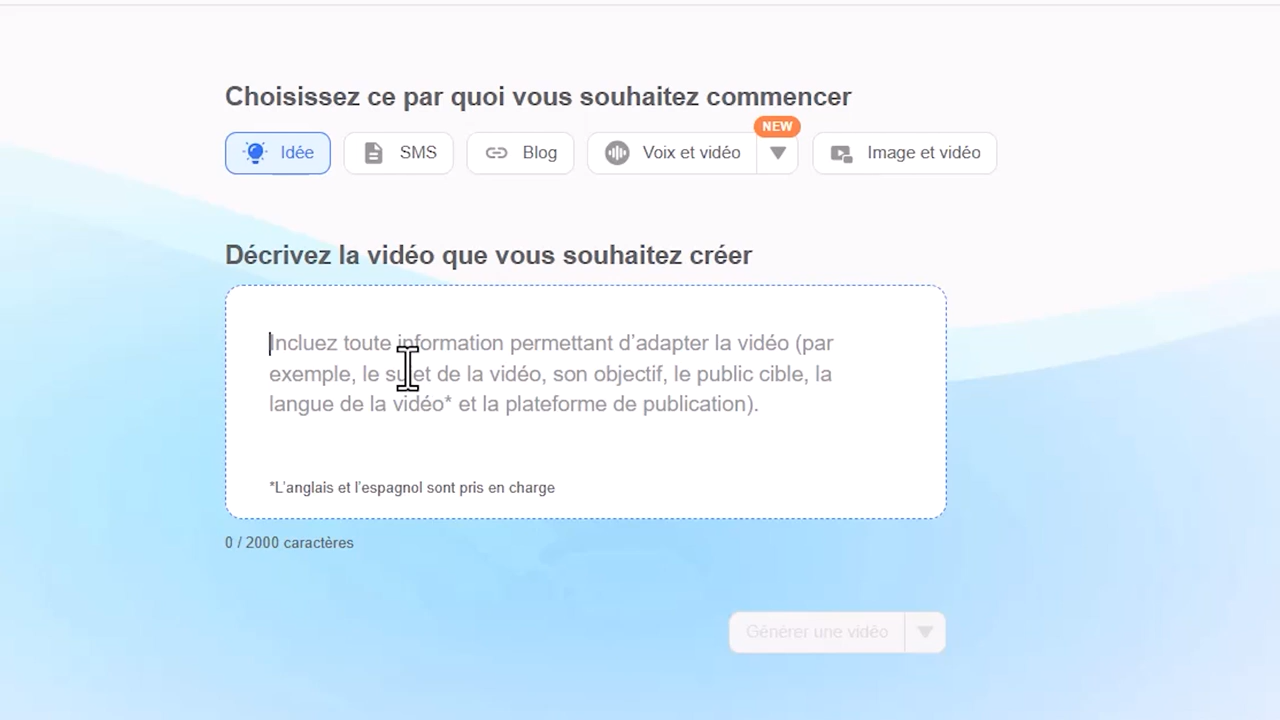 Choisissez ce par quoi vous souhaitez commencer
NEW
Idée
SMS
Blog
Voix et vidéo
Image et vidéo
Décrivez la vidéo que vous souhaitez créer
Incluez toute information permettant d’adapter la vidéo (par
exemple, le sujet de la vidéo, son objectif, le public cible, la
langue de la vidéo* et la plateforme de publication).
*L'anglais et l'espagnol sont pris en charge
0 / 2000 caractères
Générer une vidéo